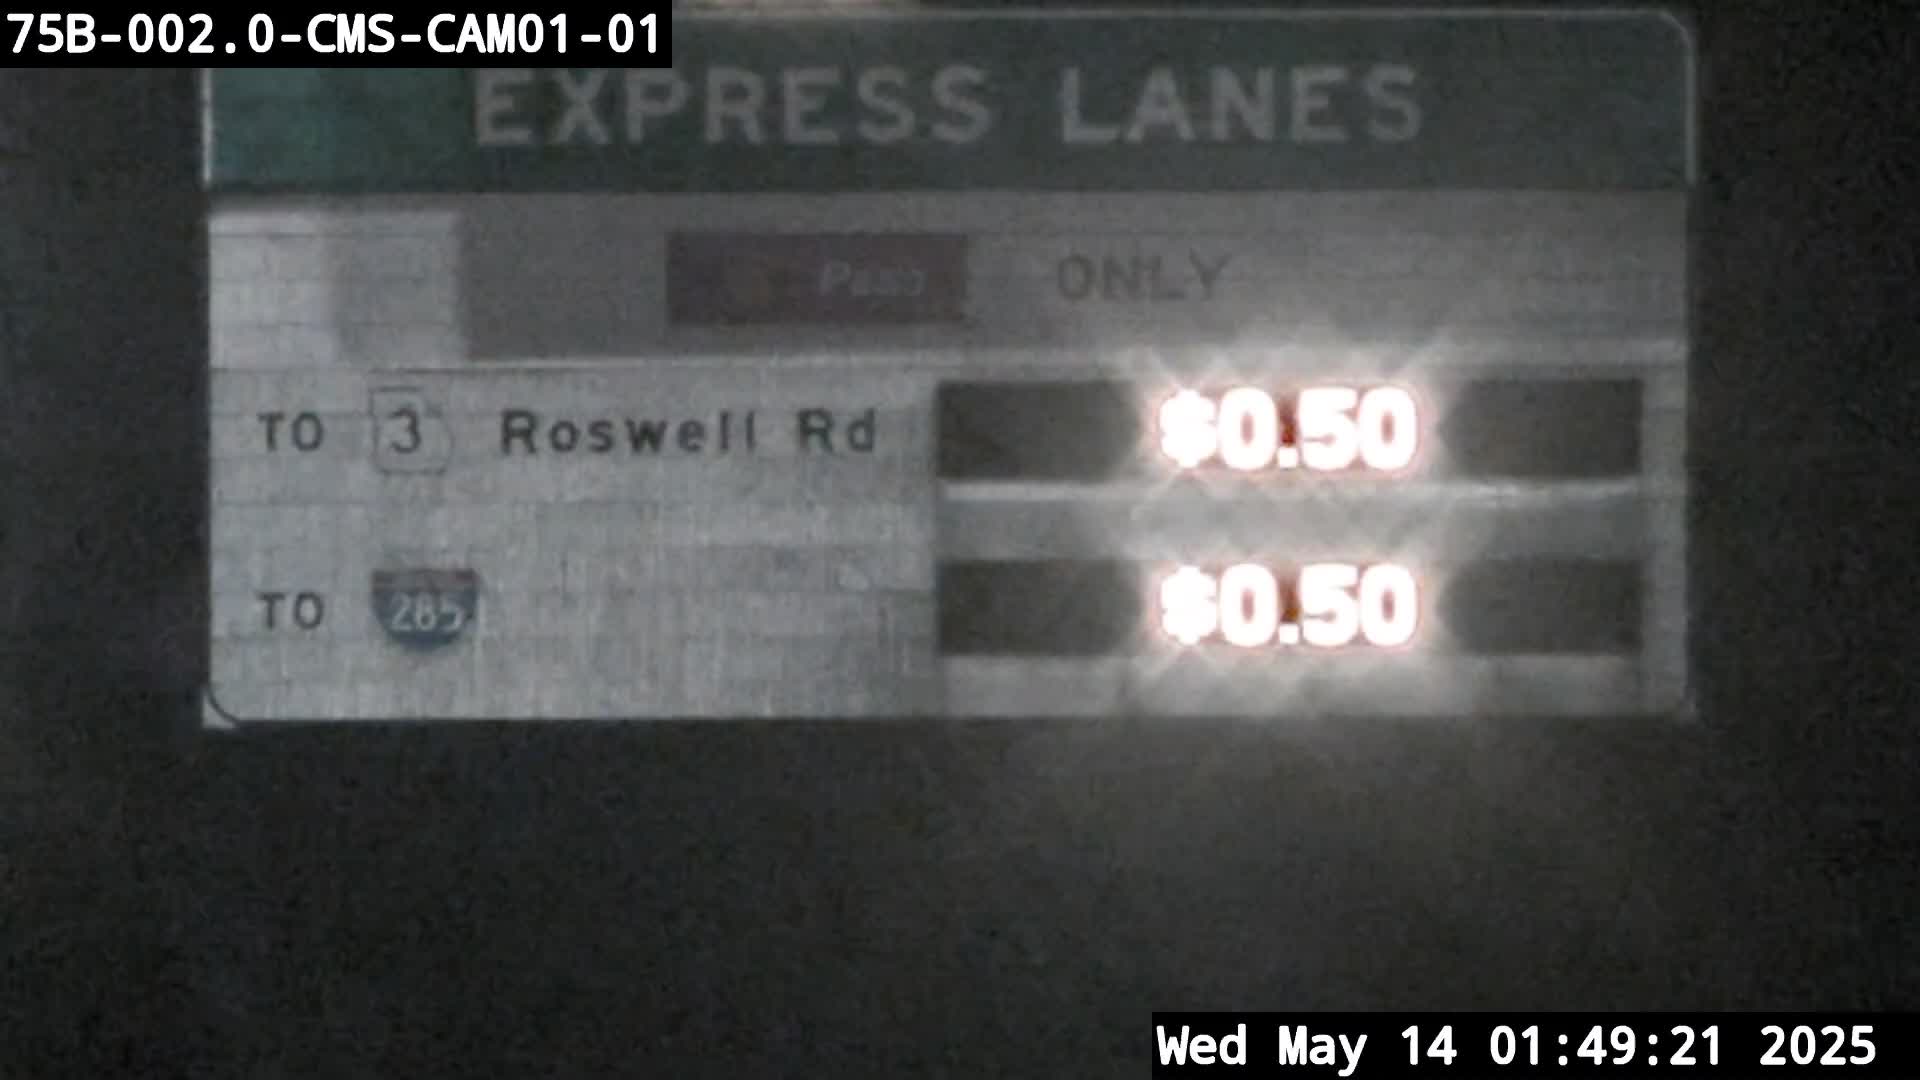 75B-002.0-CMS-CAM01-01
EXPRESS LANES
Pass ONLY
TO 3 Roswell Rd $0.50
TO 285 $0.50
Wed May 14 01:49:21 2025